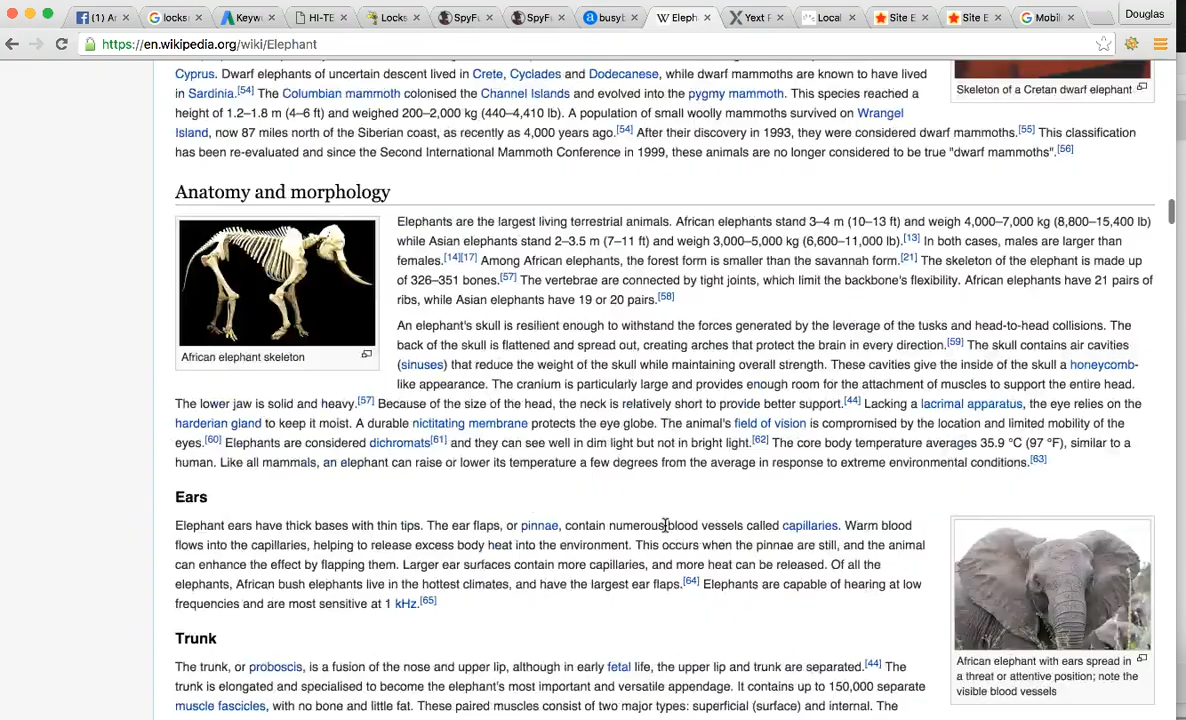 (1) A
locks
Keyw
HI-TE
Locks
SpyF
SpyF
busyb
Eleph
Yext F
Local
Site E
Site E
Mobil
Douglas
https://en.wikipedia.org/wiki/Elephant
Cyprus. Dwarf elephants of uncertain descent lived in Crete, Cyclades and Dodecanese, while dwarf mammoths are known to have lived
in Sardinia.[54] The Columbian mammoth colonised the Channel Islands and evolved into the pygmy mammoth. This species reached a
height of 1.2–1.8 m (4–6 ft) and weighed 200–2,000 kg (440–4,410 lb). A population of small woolly mammoths survived on Wrangel
Island, now 87 miles north of the Siberian coast, as recently as 4,000 years ago.[54] After their discovery in 1993, they were considered dwarf mammoths.[55] This classification
has been re-evaluated and since the Second International Mammoth Conference in 1999, these animals are no longer considered to be true "dwarf mammoths".[56]
Skeleton of a Cretan dwarf elephant
Anatomy and morphology
African elephant skeleton
Elephants are the largest living terrestrial animals. African elephants stand 3–4 m (10–13 ft) and weigh 4,000–7,000 kg (8,800–15,400 lb)
while Asian elephants stand 2–3.5 m (7–11 ft) and weigh 3,000–5,000 kg (6,600–11,000 lb).[13] In both cases, males are larger than
females.[14][17] Among African elephants, the forest form is smaller than the savannah form.[21] The skeleton of the elephant is made up
of 326–351 bones.[57] The vertebrae are connected by tight joints, which limit the backbone's flexibility. African elephants have 21 pairs of
ribs, while Asian elephants have 19 or 20 pairs.[58]
An elephant's skull is resilient enough to withstand the forces generated by the leverage of the tusks and head-to-head collisions. The
back of the skull is flattened and spread out, creating arches that protect the brain in every direction.[59] The skull contains air cavities
(sinuses) that reduce the weight of the skull while maintaining overall strength. These cavities give the inside of the skull a honeycomb-
like appearance. The cranium is particularly large and provides enough room for the attachment of muscles to support the entire head.
The lower jaw is solid and heavy.[57] Because of the size of the head, the neck is relatively short to provide better support.[44] Lacking a lacrimal apparatus, the eye relies on the
harderian gland to keep it moist. A durable nictitating membrane protects the eye globe. The animal's field of vision is compromised by the location and limited mobility of the
eyes.[60] Elephants are considered dichromats[61] and they can see well in dim light but not in bright light.[62] The core body temperature averages 35.9 °C (97 °F), similar to a
human. Like all mammals, an elephant can raise or lower its temperature a few degrees from the average in response to extreme environmental conditions.[63]
Ears
Elephant ears have thick bases with thin tips. The ear flaps, or pinnae, contain numerous blood vessels called capillaries. Warm blood
flows into the capillaries, helping to release excess body heat into the environment. This occurs when the pinnae are still, and the animal
can enhance the effect by flapping them. Larger ear surfaces contain more capillaries, and more heat can be released. Of all the
elephants, African bush elephants live in the hottest climates, and have the largest ear flaps.[64] Elephants are capable of hearing at low
frequencies and are most sensitive at 1 kHz.[65]
African elephant with ears spread in
a threat or attentive position; note the
visible blood vessels
Trunk
The trunk, or proboscis, is a fusion of the nose and upper lip, although in early fetal life, the upper lip and trunk are separated.[44] The
trunk is elongated and specialised to become the elephant's most important and versatile appendage. It contains up to 150,000 separate
muscle fascicles, with no bone and little fat. These paired muscles consist of two major types: superficial (surface) and internal. The